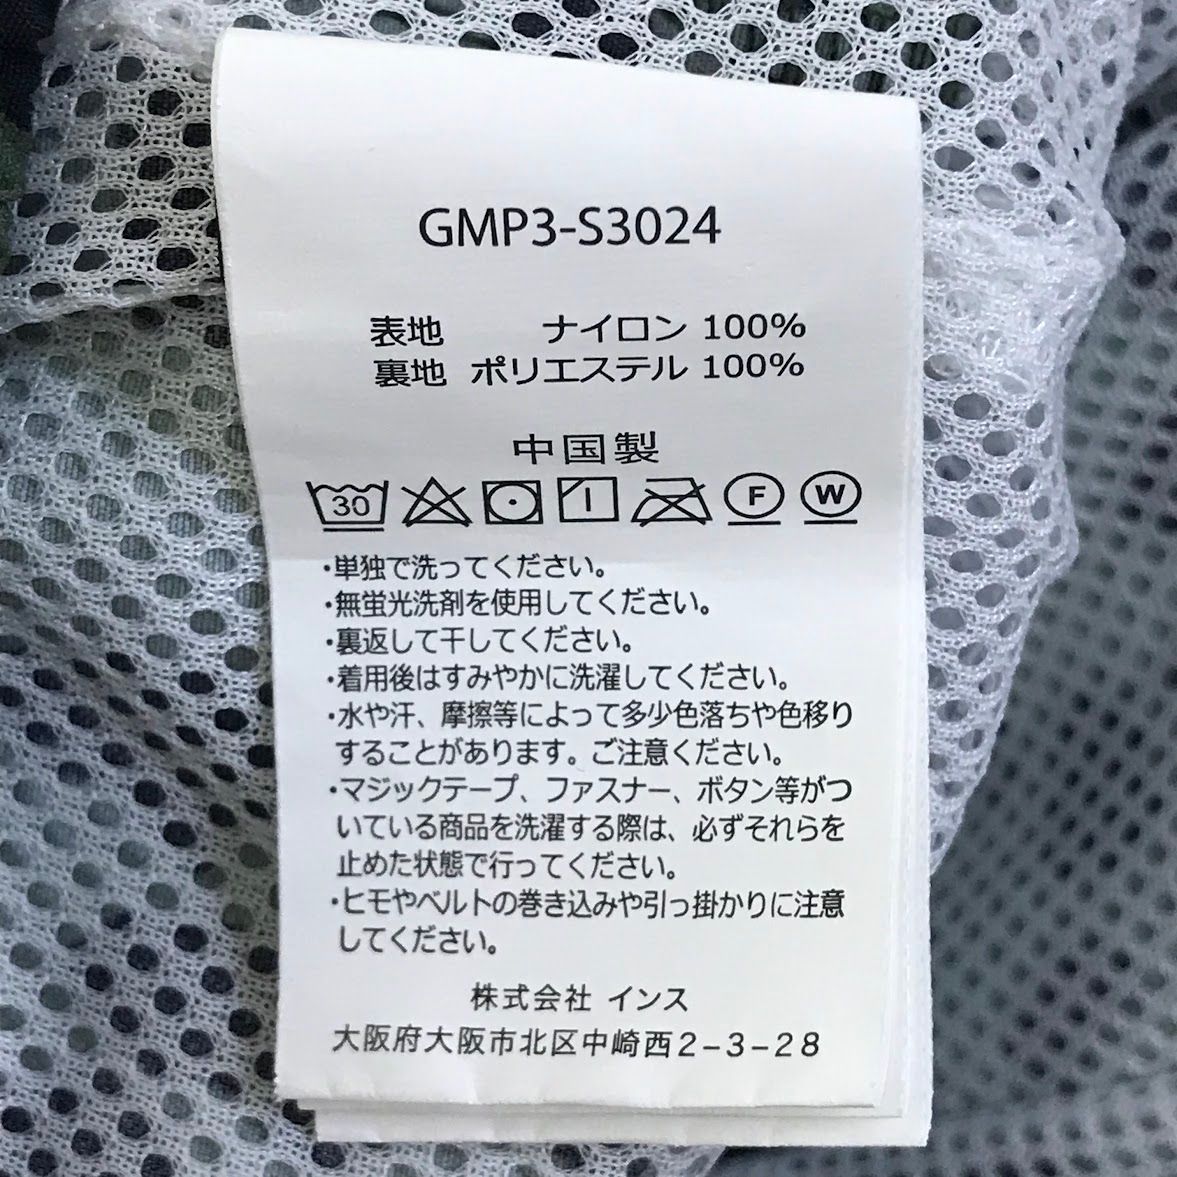 GMP3-S3024
表地 ナイロン 100%
裏地 ポリエステル 100%
中国製
30 F W
・単独で洗ってください。
・無蛍光洗剤を使用してください。
・裏返して干してください。
・着用後はすみやかに洗濯してください。
・水や汗、摩擦等によって多少色落ちや色移り
することがあります。ご注意ください。
・マジックテープ、ファスナー、ボタン等がつ
いている商品を洗濯する際は、必ずそれらを
止めた状態で行ってください。
・ヒモやベルトの巻き込みや引っ掛かりに注意
してください。
株式会社 インス
大阪府大阪市北区中崎西2-3-28